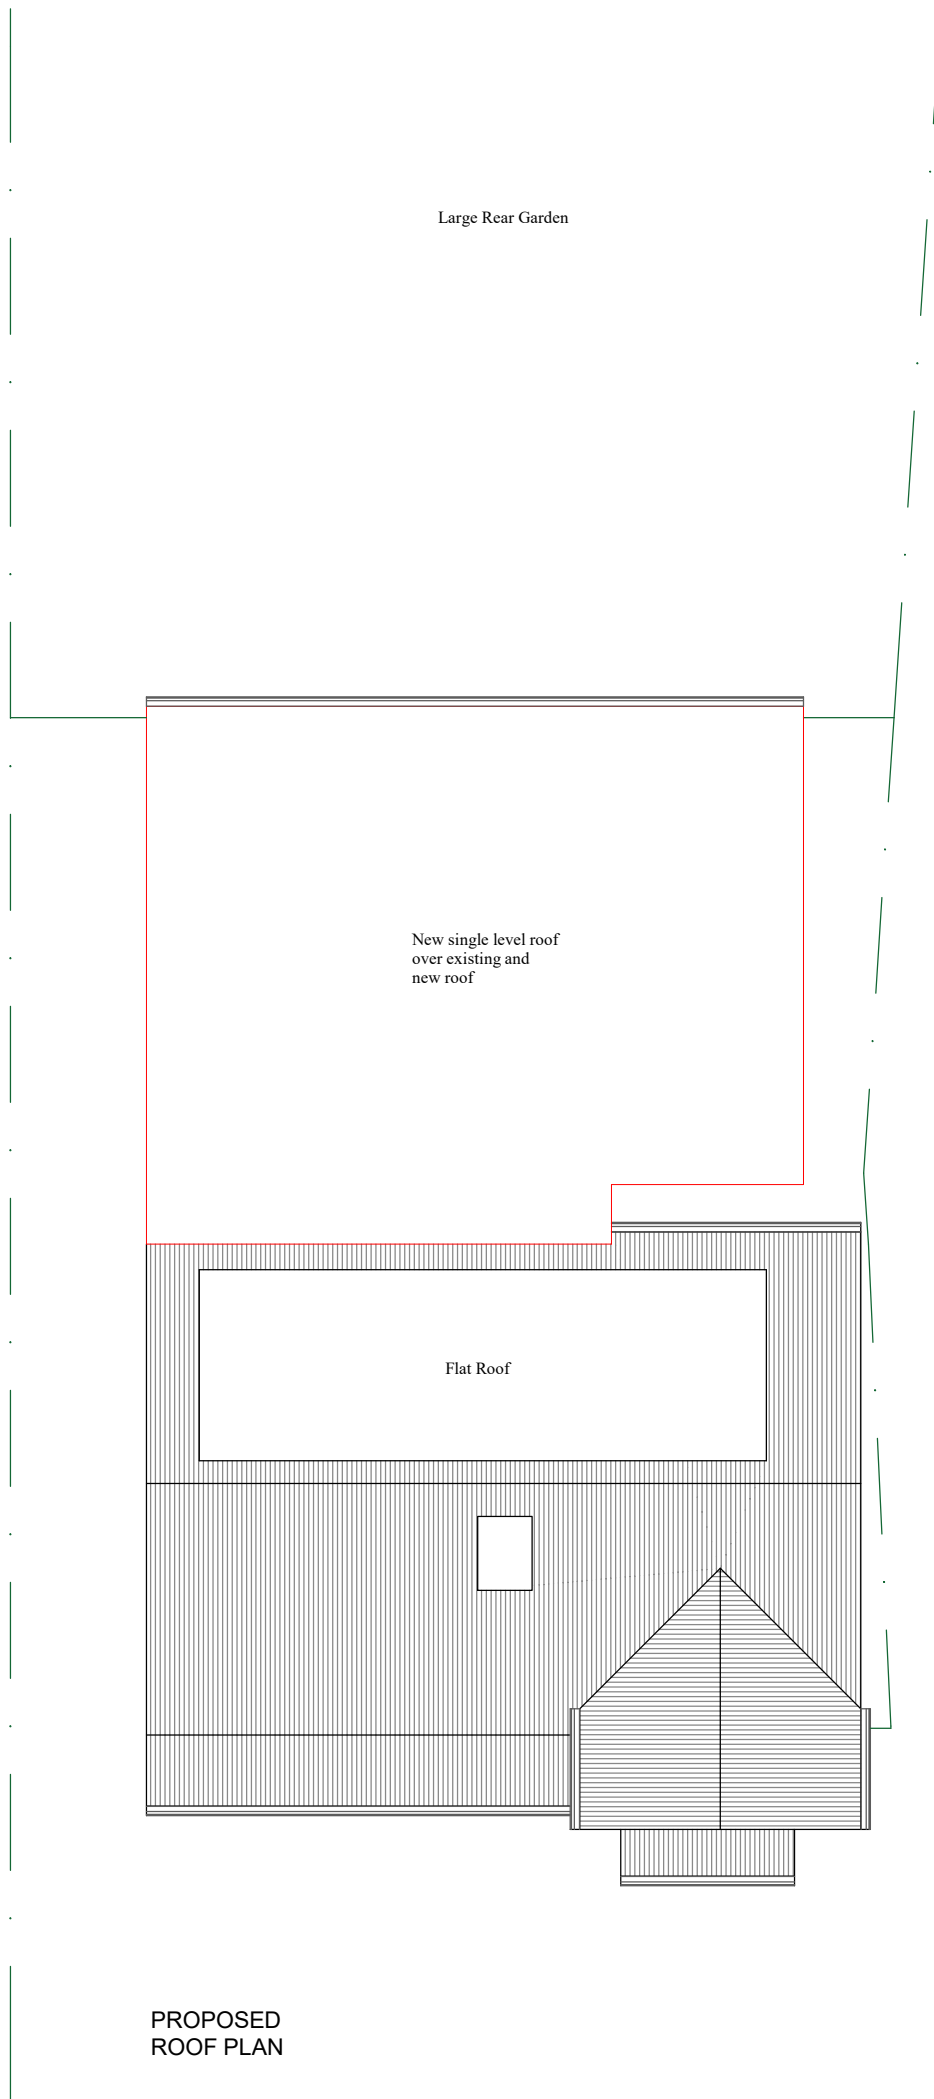 Large Rear Garden
New single level roof
over existing and
new roof
Flat Roof
PROPOSED
ROOF PLAN